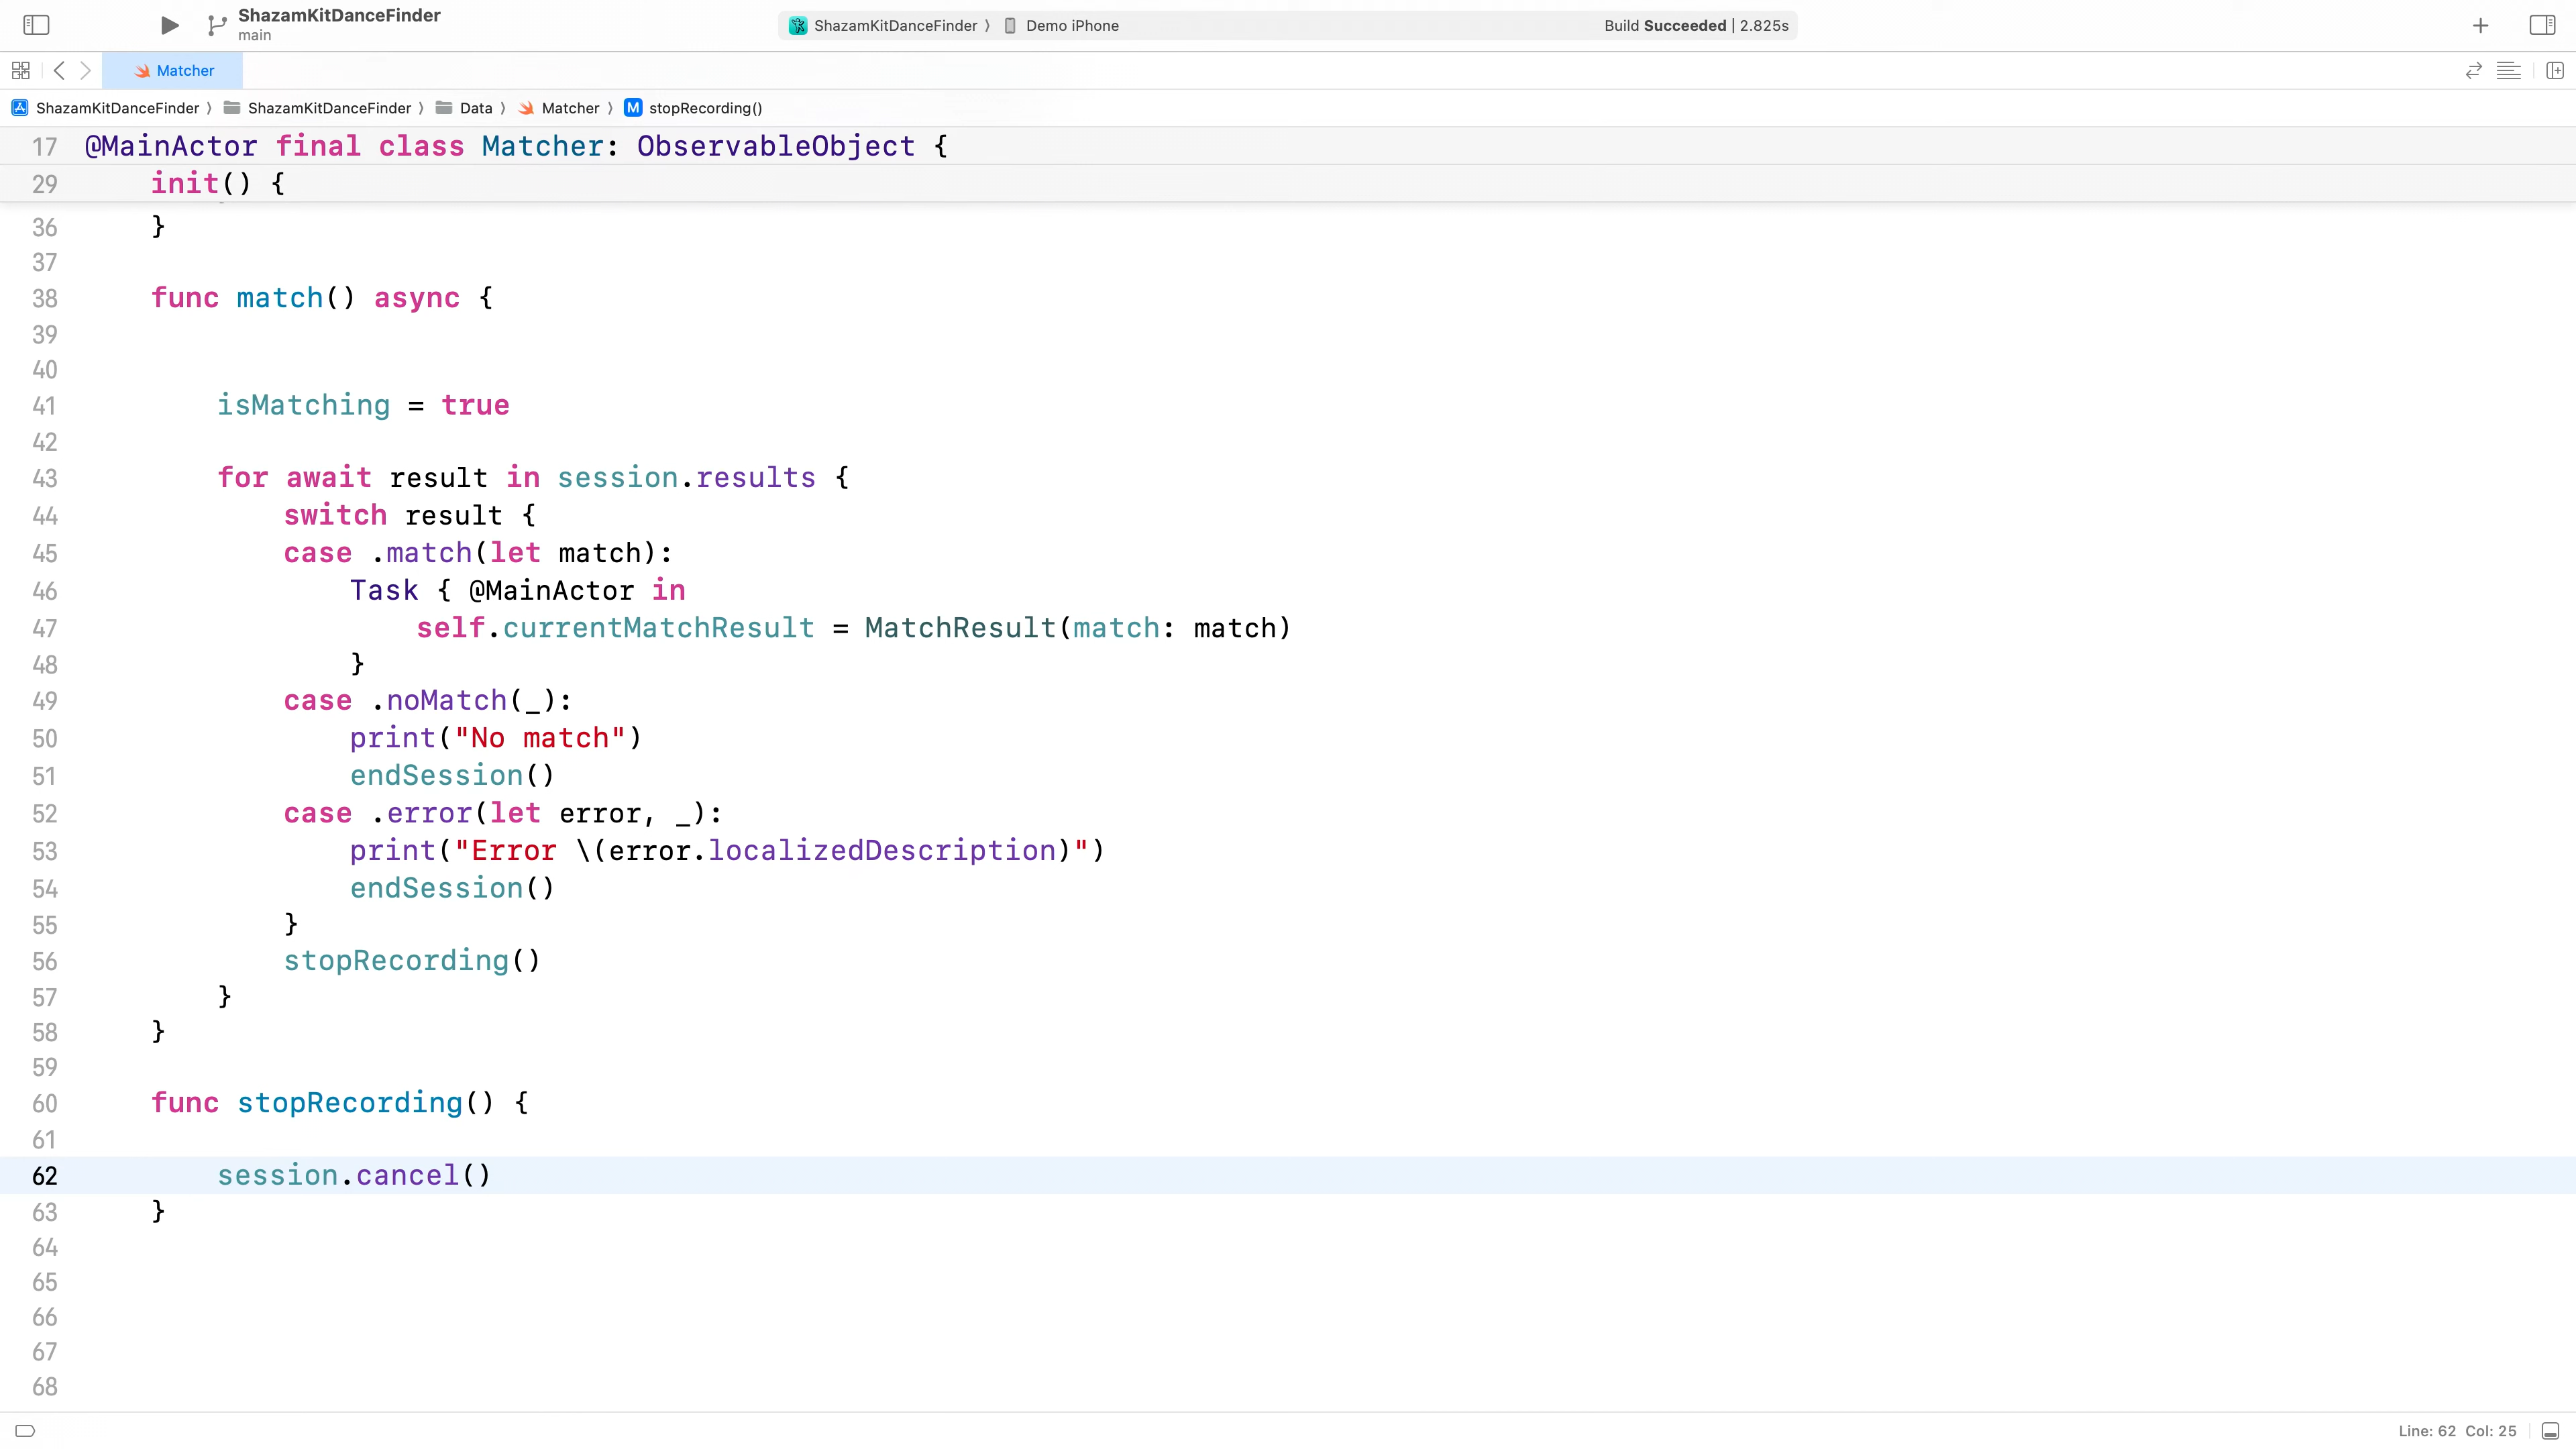 ShazamKitDanceFinder
main
ShazamKitDanceFinder ⟩ Demo iPhone Build Succeeded | 2.825s
Matcher
ShazamKitDanceFinder ⟩ ShazamKitDanceFinder ⟩ Data ⟩ Matcher ⟩ M stopRecording()
17 @MainActor final class Matcher: ObservableObject {
29     init() {
36     }
37
38     func match() async {
39
40
41         isMatching = true
42
43         for await result in session.results {
44             switch result {
45             case .match(let match):
46                 Task { @MainActor in
47                     self.currentMatchResult = MatchResult(match: match)
48                 }
49             case .noMatch(_):
50                 print("No match")
51                 endSession()
52             case .error(let error, _):
53                 print("Error \(error.localizedDescription)")
54                 endSession()
55             }
56             stopRecording()
57         }
58     }
59
60     func stopRecording() {
61
62         session.cancel()
63     }
64
65
66
67
68
Line: 62 Col: 25